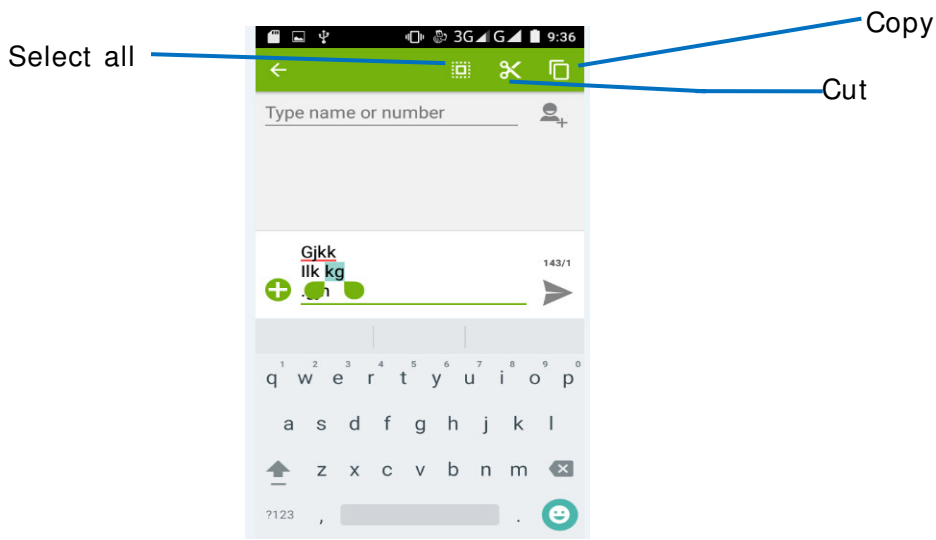 Copy
Select all
Cut
3G G 9:36
Type name or number
Gjkk
Ilk kg
143/1
1 2 3 4 5 6 7 8 9 0
q w e r t y u i o p
a s d f g h j k l
z x c v b n m
?123 , .